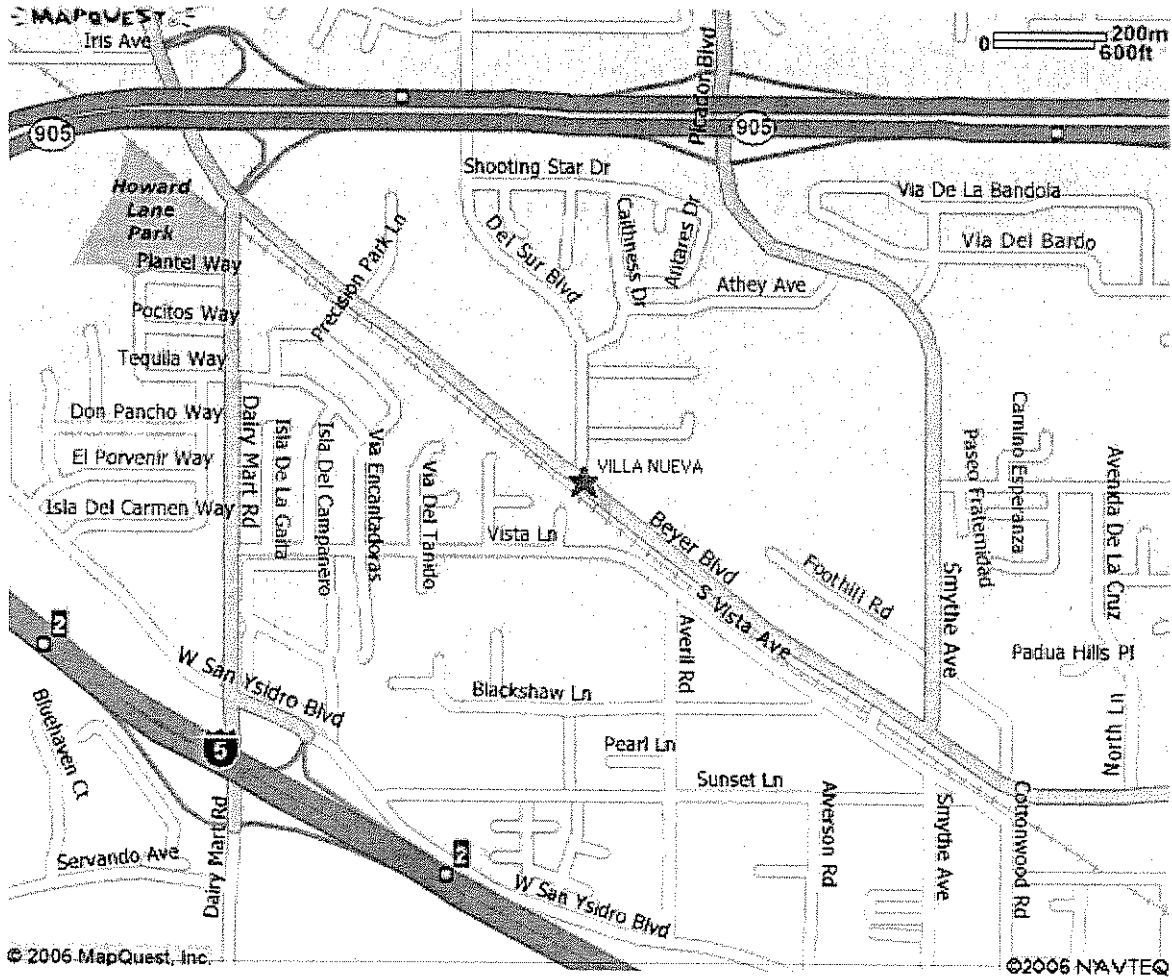 MAPQUEST
Iris Ave
0 200m
600ft
Picador Blvd
905
905
Shooting Star Dr
Howard
Lane
Park
Via De La Bandola
Caithness Dr
Antares Dr
Del Sur Blvd
Via Del Bardo
Plantel Way
Precision Park Ln
Athey Ave
Pocitos Way
Tequila Way
Don Pancho Way
Dairy Mart Rd
Isla De La Gaita
Isla Del Campanero
Via Encantadoras
Via Del Tanido
El Porvenir Way
VILLA NUEVA
Camino Esperanza
Paseo Fraternidad
Avenida De La Cruz
Isla Del Carmen Way
Vista Ln
Beyer Blvd
Foothill Rd
S Vista Ave
Smythe Ave
2
Averil Rd
Padua Hills Pl
W San Ysidro Blvd
Blackshaw Ln
North Ln
Bluehaven Ct
5
Pearl Ln
Sunset Ln
Dairy Mart Rd
Alverson Rd
Smythe Ave
Cottonwood Rd
Servando Ave
2
W San Ysidro Blvd
© 2006 MapQuest, Inc.
©2006 NAVTEQ